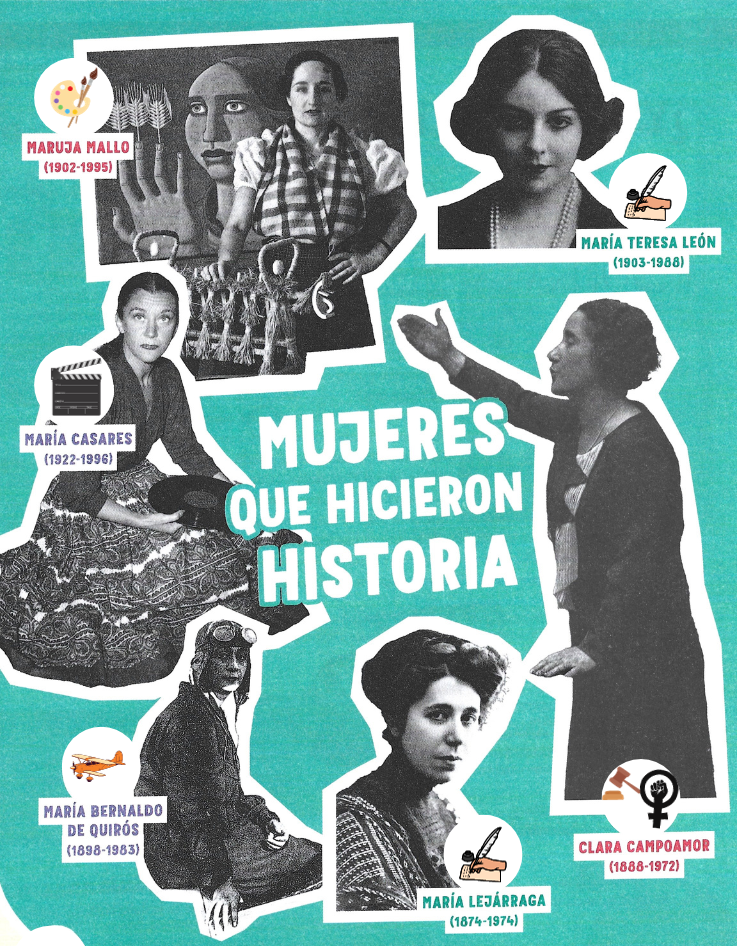 MARUJA MALLO
(1902-1995)
MARÍA TERESA LEÓN
(1903-1988)
MARÍA CASARES
(1922-1996)
MUJERES
QUE HICIERON
HISTORIA
MARÍA BERNALDO
DE QUIRÓS
(1898-1983)
MARÍA LEJÁRRAGA
(1874-1974)
CLARA CAMPOAMOR
(1888-1972)